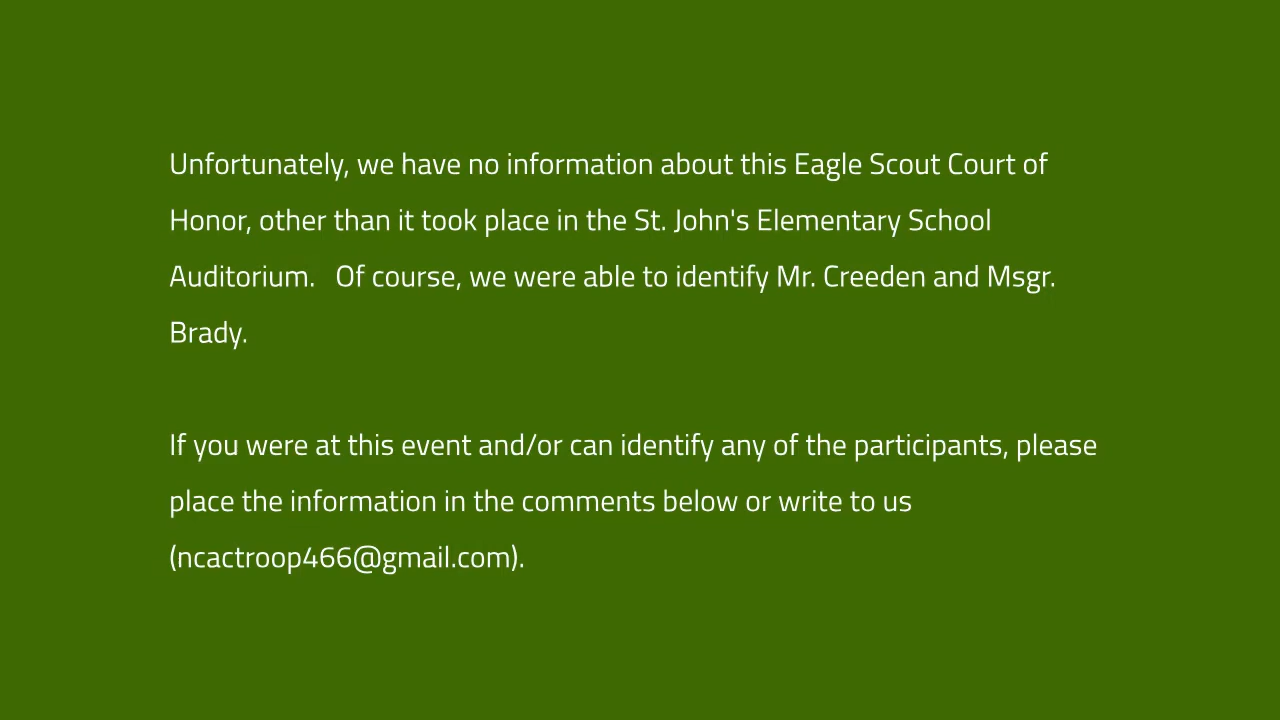 Unfortunately, we have no information about this Eagle Scout Court of
Honor, other than it took place in the St. John's Elementary School
Auditorium.   Of course, we were able to identify Mr. Creeden and Msgr.
Brady.
If you were at this event and/or can identify any of the participants, please
place the information in the comments below or write to us
(ncactroop466@gmail.com).